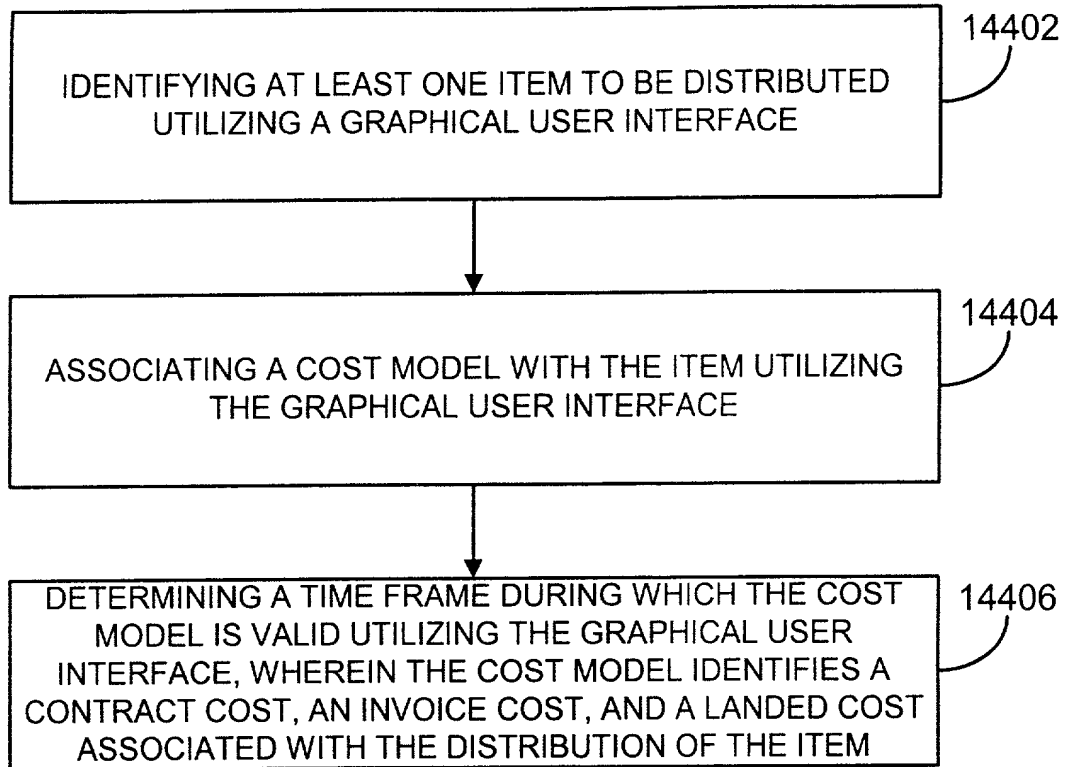 14402
IDENTIFYING AT LEAST ONE ITEM TO BE DISTRIBUTED
UTILIZING A GRAPHICAL USER INTERFACE
14404
ASSOCIATING A COST MODEL WITH THE ITEM UTILIZING
THE GRAPHICAL USER INTERFACE
14406
DETERMINING A TIME FRAME DURING WHICH THE COST
MODEL IS VALID UTILIZING THE GRAPHICAL USER
INTERFACE, WHEREIN THE COST MODEL IDENTIFIES A
CONTRACT COST, AN INVOICE COST, AND A LANDED COST
ASSOCIATED WITH THE DISTRIBUTION OF THE ITEM